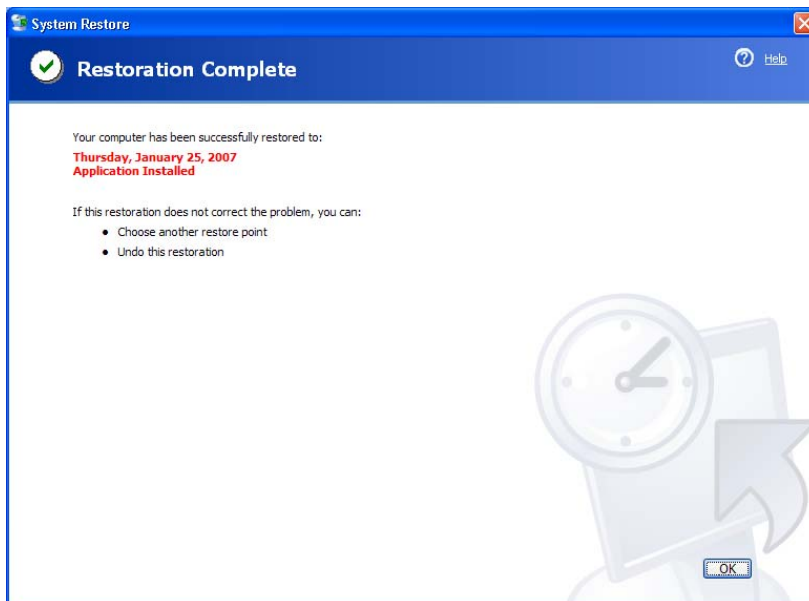 System Restore
Restoration Complete
Help
Your computer has been successfully restored to:
Thursday, January 25, 2007
Application Installed
If this restoration does not correct the problem, you can:
• Choose another restore point
• Undo this restoration
OK